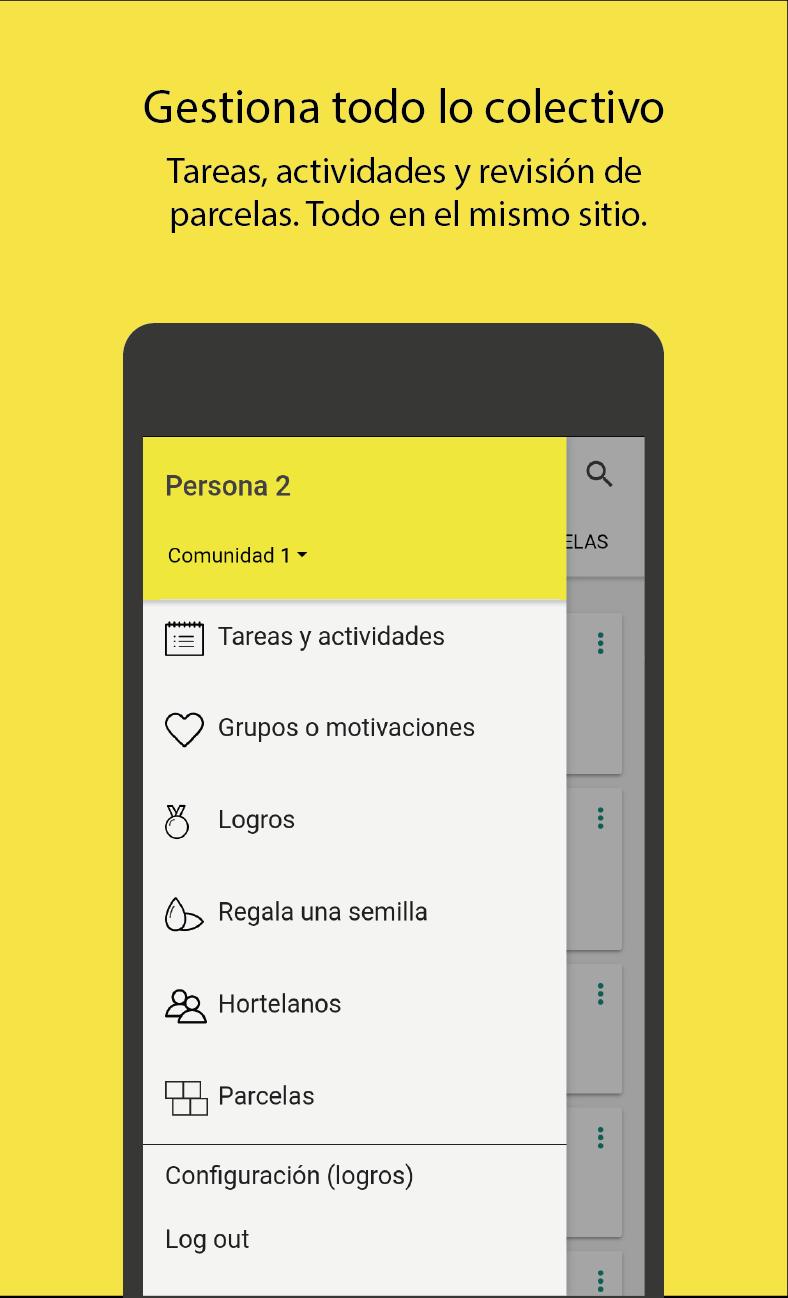 Gestiona todo lo colectivo
Tareas, actividades y revisión de
parcelas. Todo en el mismo sitio.
Persona 2
Comunidad 1
ELAS
Tareas y actividades
Grupos o motivaciones
Logros
Regala una semilla
Hortelanos
Parcelas
Configuración (logros)
Log out